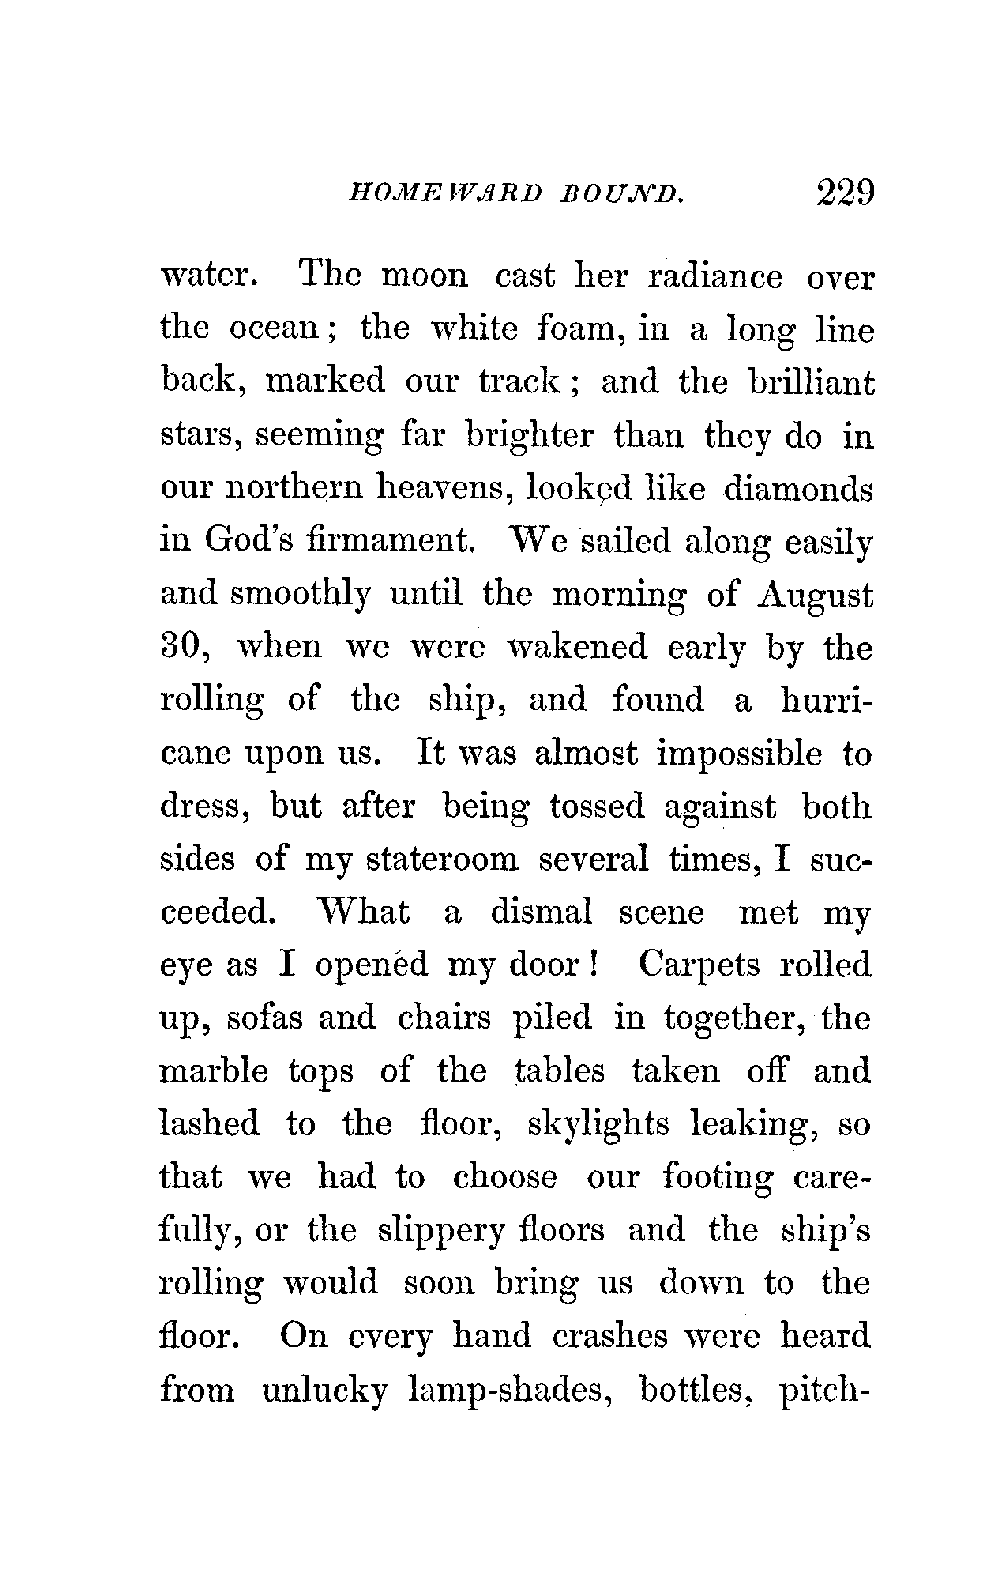 HOMEWARD BOUND. 229
water. The moon cast her radiance over
the ocean; the white foam, in a long line
back, marked our track; and the brilliant
stars, seeming far brighter than they do in
our northern heavens, looked like diamonds
in God's firmament. We sailed along easily
and smoothly until the morning of August
30, when we were wakened early by the
rolling of the ship, and found a hurri-
cane upon us. It was almost impossible to
dress, but after being tossed against both
sides of my stateroom several times, I suc-
ceeded. What a dismal scene met my
eye as I opened my door! Carpets rolled
up, sofas and chairs piled in together, the
marble tops of the tables taken off and
lashed to the floor, skylights leaking, so
that we had to choose our footing care-
fully, or the slippery floors and the ship's
rolling would soon bring us down to the
floor. On every hand crashes were heard
from unlucky lamp-shades, bottles, pitch-